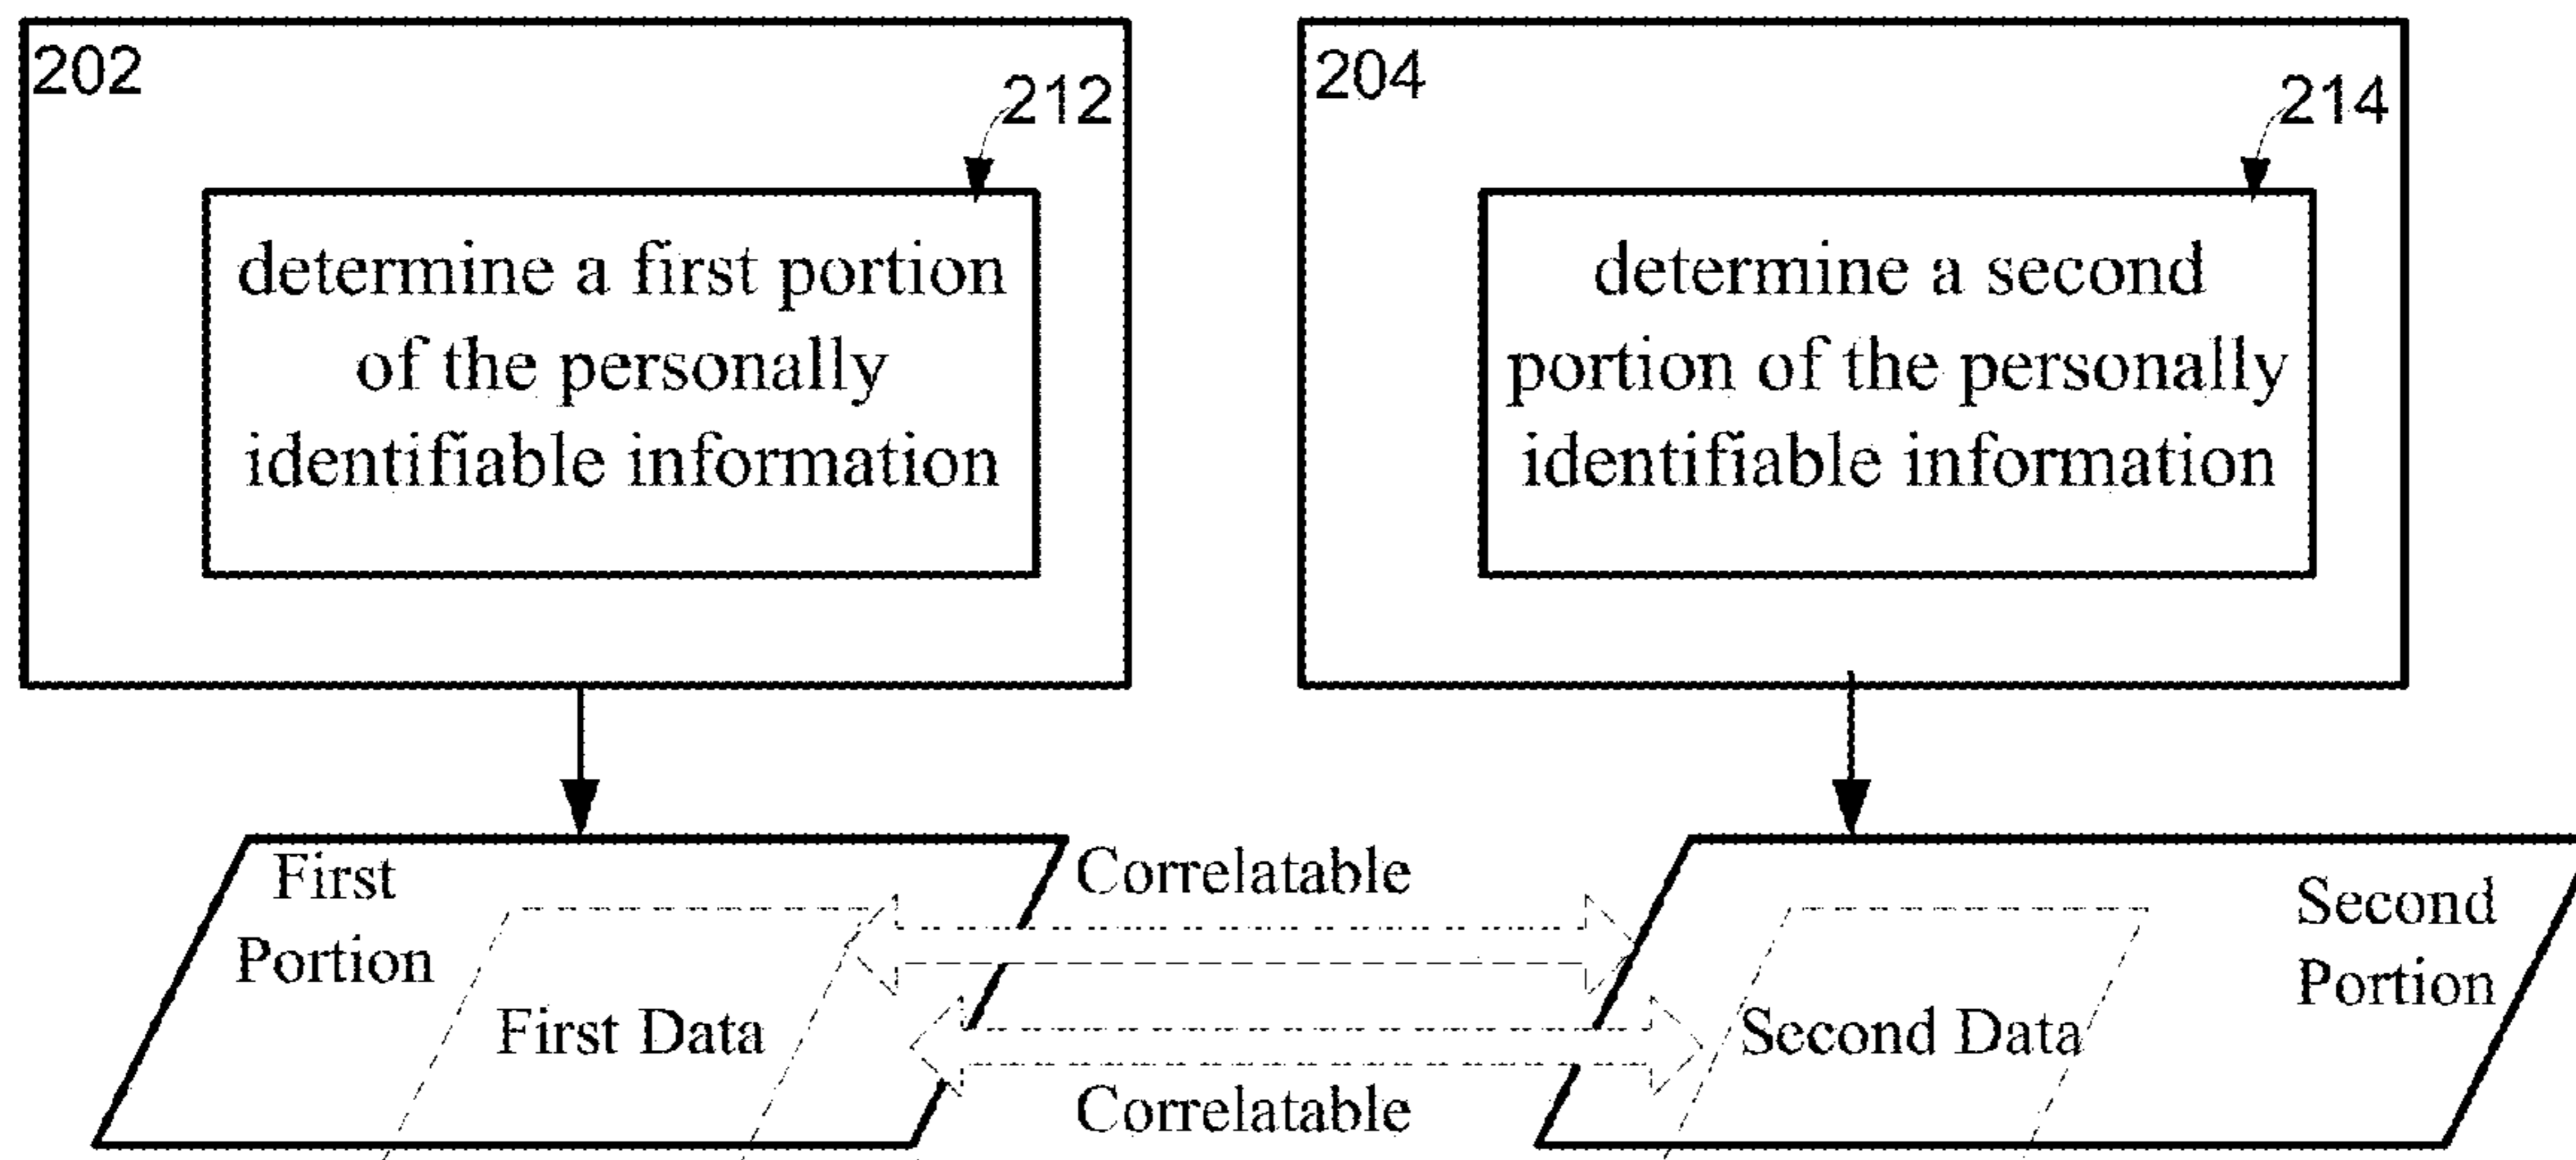 202
212
determine a first portion
of the personally
identifiable information
204
214
determine a second
portion of the personally
identifiable information
First
Portion
First Data
Correlatable
Correlatable
Second Data
Second
Portion